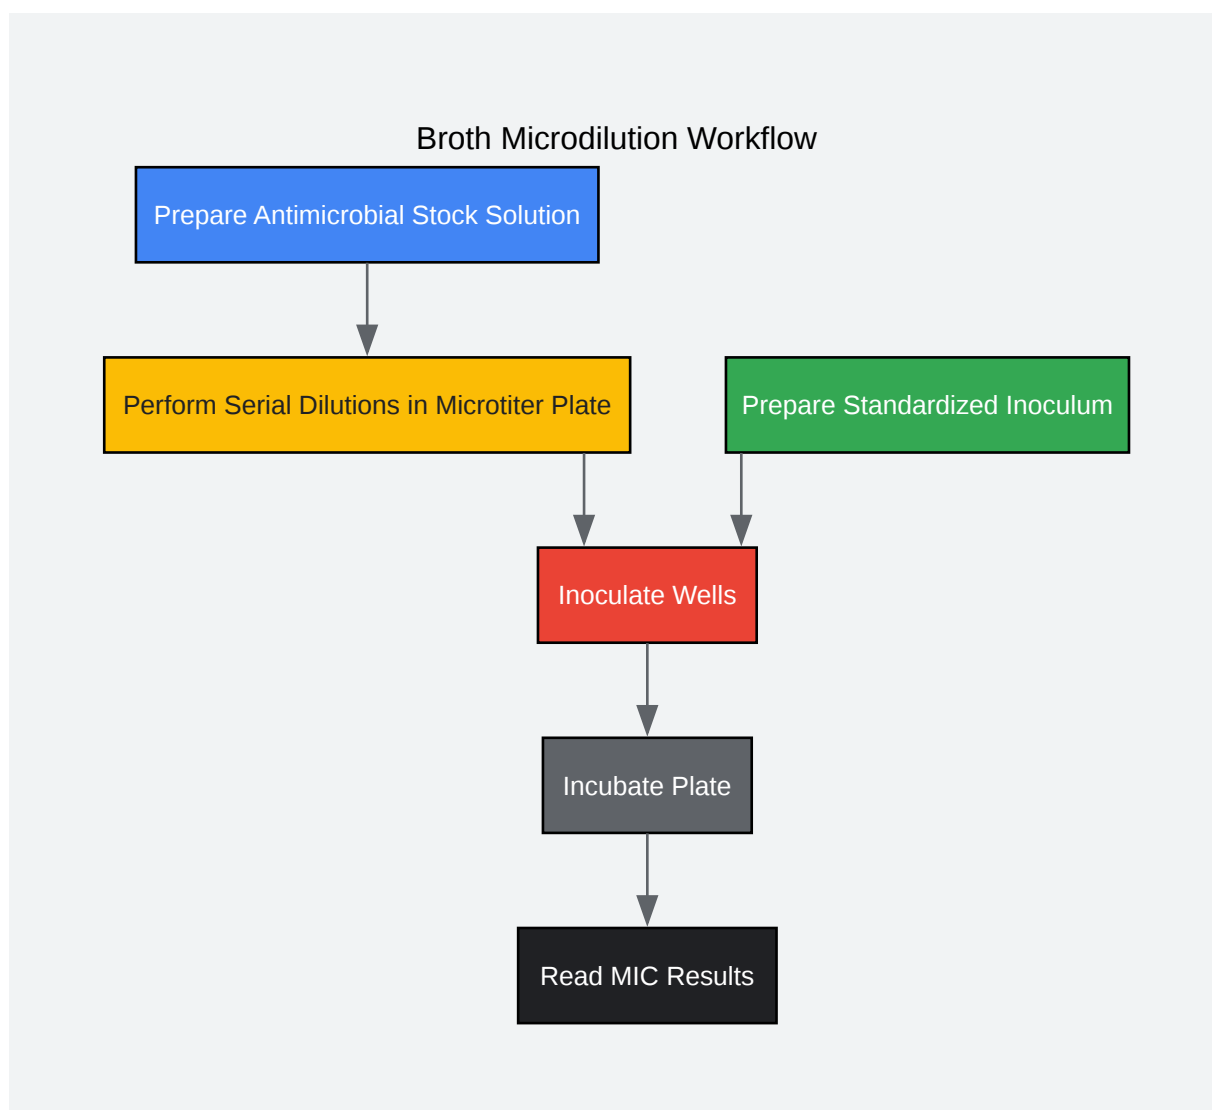 Broth Microdilution Workflow
Prepare Antimicrobial Stock Solution
Perform Serial Dilutions in Microtiter Plate
Prepare Standardized Inoculum
Inoculate Wells
Incubate Plate
Read MIC Results